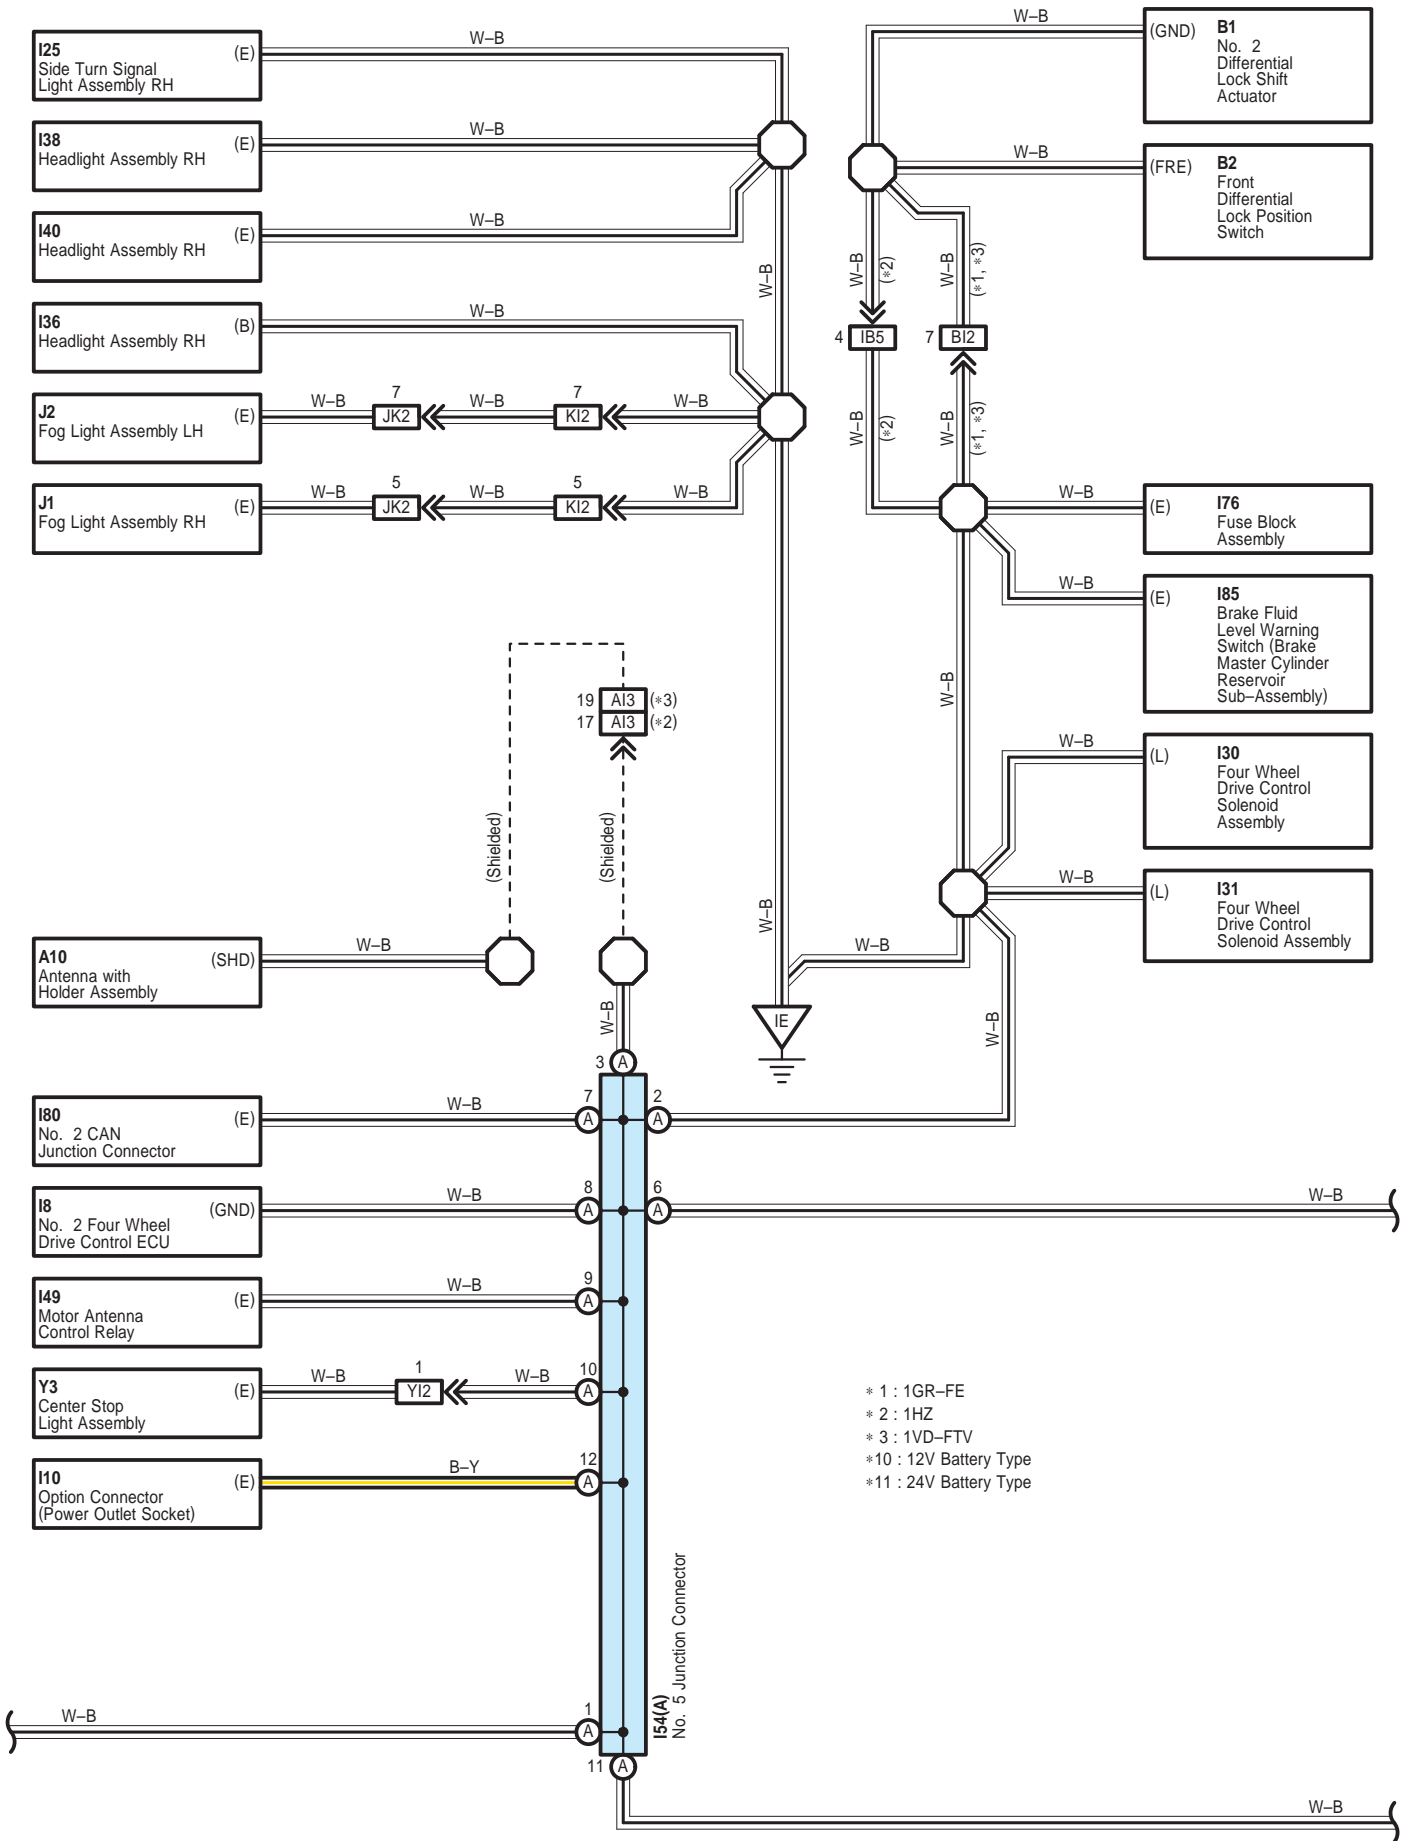 W–B
I25
(E)
Side Turn Signal
Light Assembly RH
W–B
I38
(E)
Headlight Assembly RH
W–B
I40
(E)
Headlight Assembly RH
W–B
I36
(B)
Headlight Assembly RH
J2
(E)
Fog Light Assembly LH
W–B
7
JK2
W–B
7
KI2
W–B
J1
(E)
Fog Light Assembly RH
W–B
5
JK2
W–B
5
KI2
W–B
W–B
W–B
IE
W–B
(GND)
B1
No. 2
Differential
Lock Shift
Actuator
W–B
(FRE)
B2
Front
Differential
Lock Position
Switch
W–B
(∗2)
W–B
(∗1, ∗3)
4
IB5
7
BI2
W–B
(∗2)
W–B
(∗1, ∗3)
W–B
(E)
I76
Fuse Block
Assembly
W–B
(E)
I85
Brake Fluid
Level Warning
Switch (Brake
Master Cylinder
Reservoir
Sub–Assembly)
W–B
W–B
(L)
I30
Four Wheel
Drive Control
Solenoid
Assembly
W–B
(L)
I31
Four Wheel
Drive Control
Solenoid Assembly
W–B
W–B
19
AI3
(∗3)
17
AI3
(∗2)
(Shielded)
(Shielded)
A10
(SHD)
Antenna with
Holder Assembly
W–B
W–B
3
A
I80
(E)
No. 2 CAN
Junction Connector
W–B
7
A
2
A
I8
(GND)
No. 2 Four Wheel
Drive Control ECU
W–B
8
A
6
A
W–B
I49
(E)
Motor Antenna
Control Relay
W–B
9
A
Y3
(E)
Center Stop
Light Assembly
W–B
1
YI2
W–B
10
A
I10
(E)
Option Connector
(Power Outlet Socket)
B–Y
12
A
∗ 1 : 1GR–FE
∗ 2 : 1HZ
∗ 3 : 1VD–FTV
∗10 : 12V Battery Type
∗11 : 24V Battery Type
I54(A)
No. 5 Junction Connector
W–B
1
A
11
A
W–B